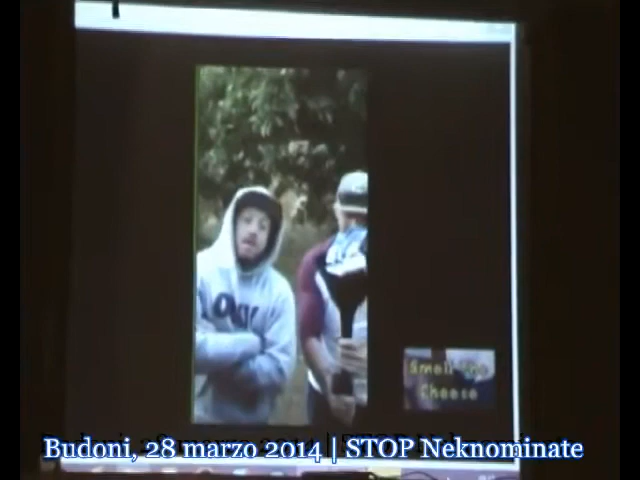 Smell the
Cheese
Budoni, 28 marzo 2014 | STOP Neknominate